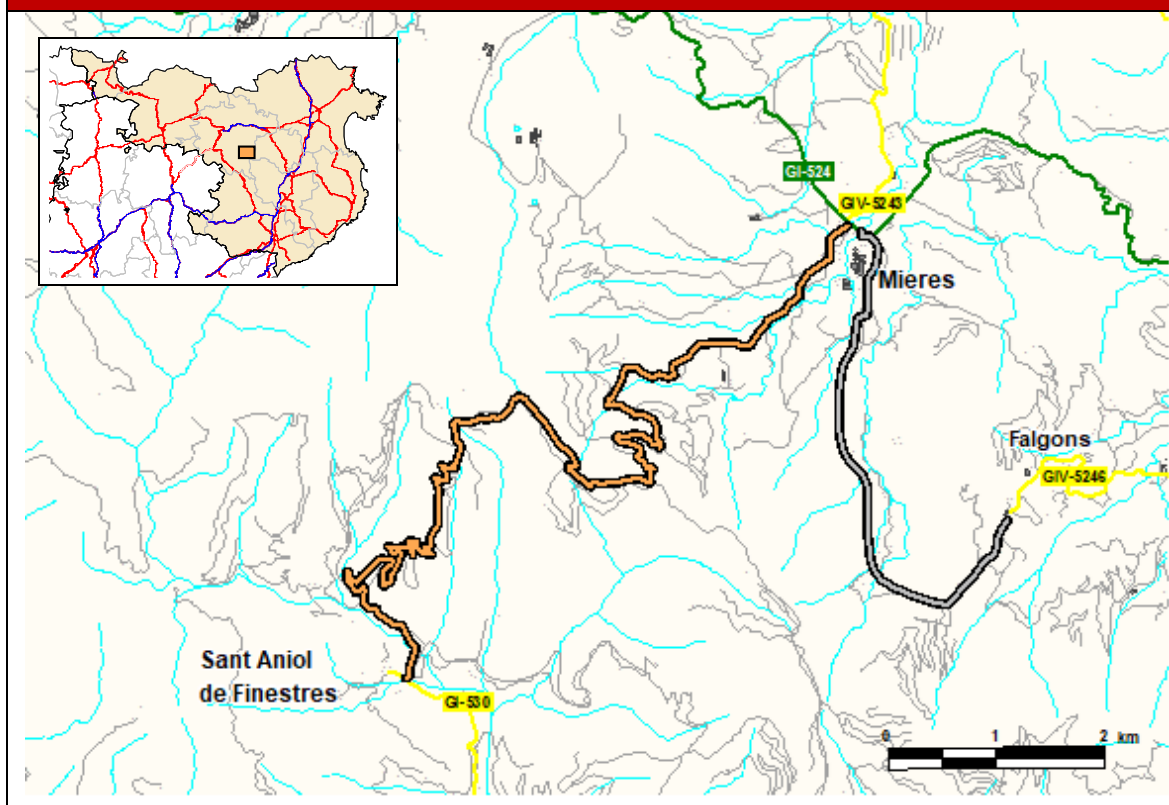 GI-524
GIV-5243
Mieres
Falgons
GIV-5246
Sant Aniol
de Finestres
GI-530
0 1 2 km